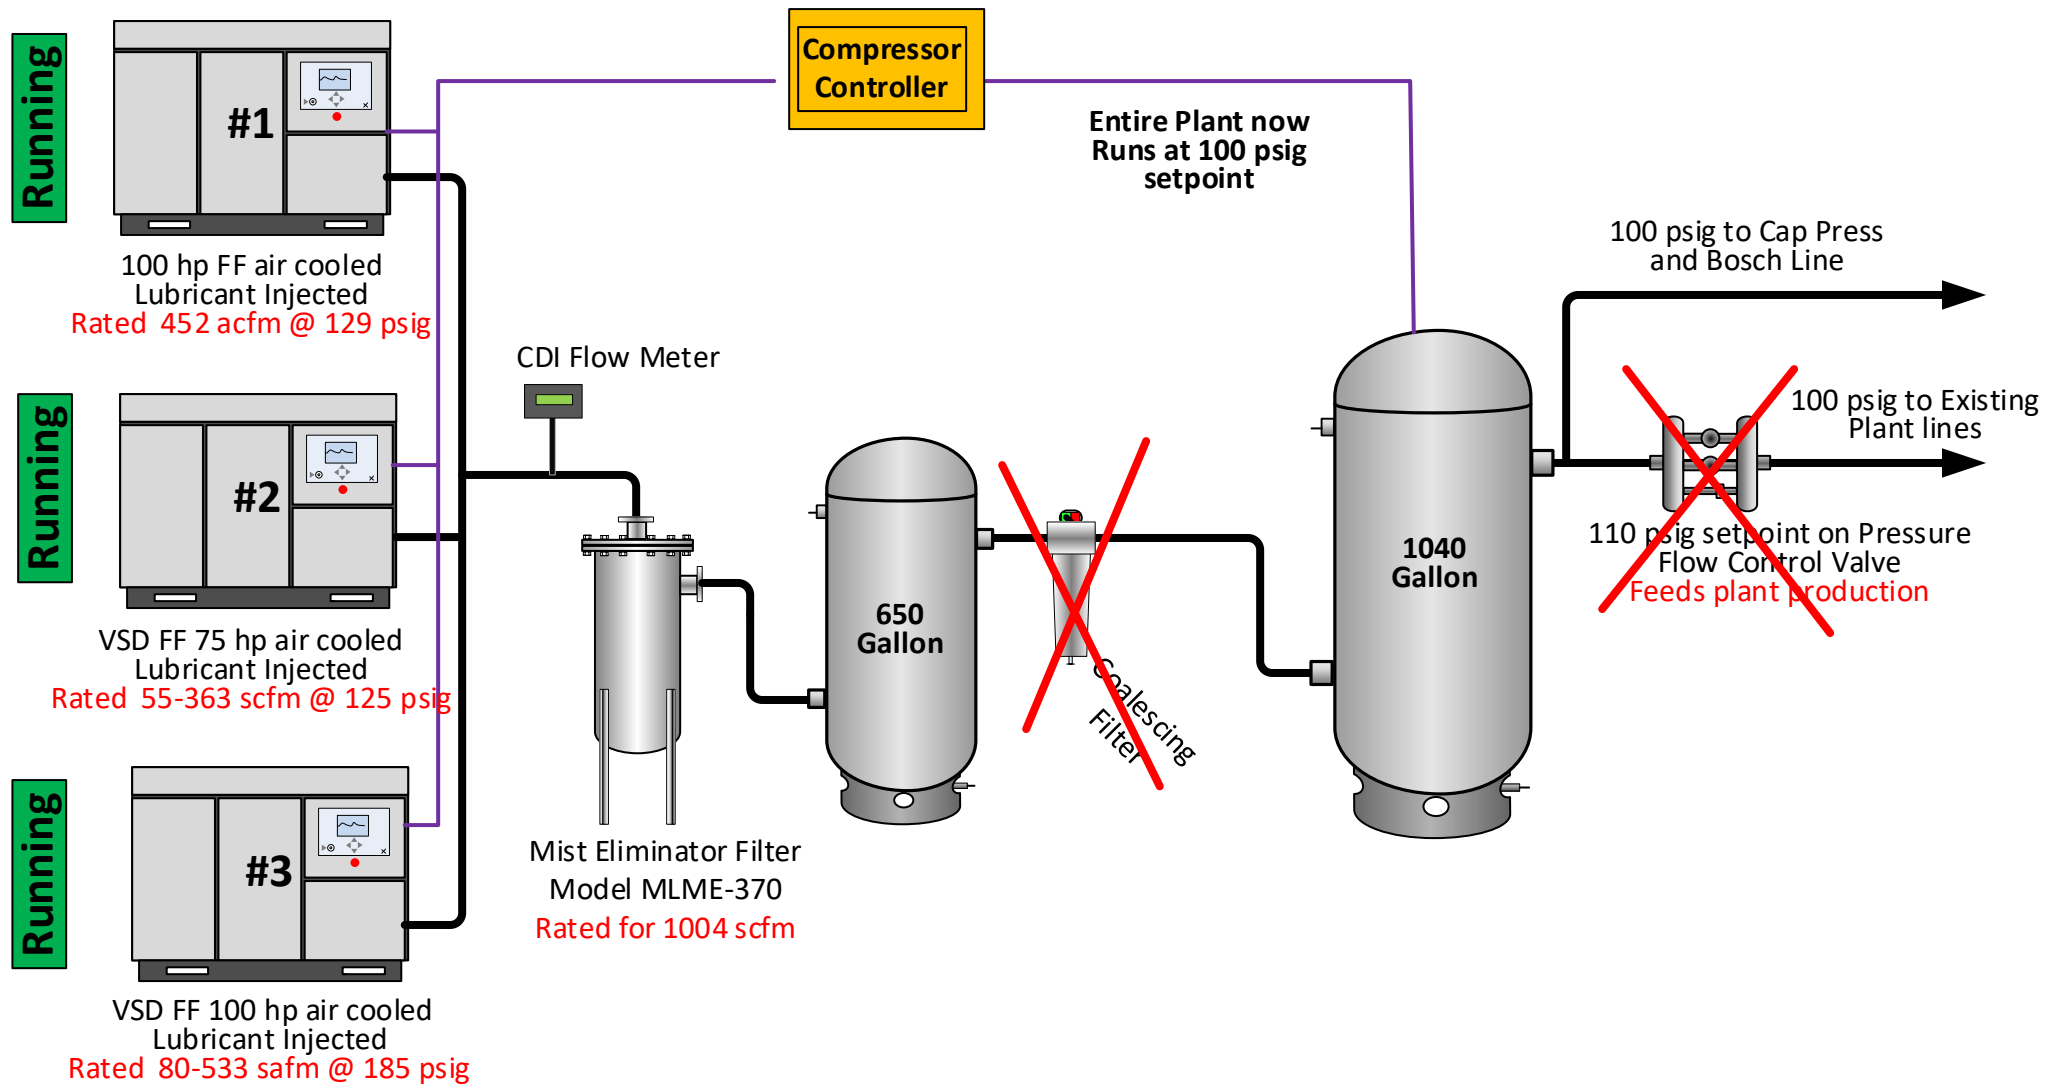 Running
#1
100 hp FF air cooled
Lubricant Injected
Rated 452 acfm @ 129 psig
Running
#2
VSD FF 75 hp air cooled
Lubricant Injected
Rated 55-363 scfm @ 125 psig
Running
#3
VSD FF 100 hp air cooled
Lubricant Injected
Rated 80-533 safm @ 185 psig
Compressor
Controller
Entire Plant now
Runs at 100 psig
setpoint
CDI Flow Meter
Mist Eliminator Filter
Model MLME-370
Rated for 1004 scfm
650
Gallon
Coalescing
Filter
1040
Gallon
100 psig to Cap Press
and Bosch Line
100 psig to Existing
Plant lines
110 psig setpoint on Pressure
Flow Control Valve
Feeds plant production